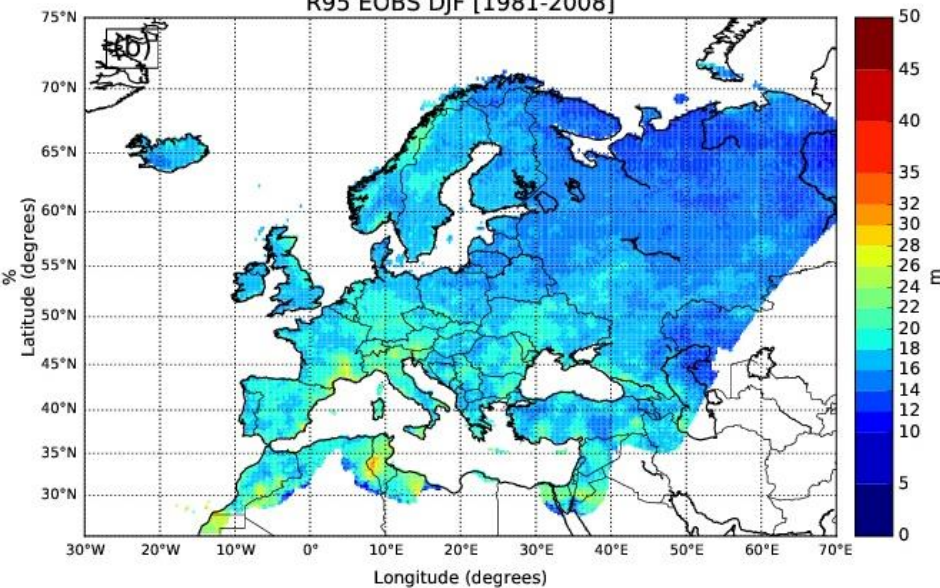 R95 EOBS DJF [1981-2008]
b)
75°N
70°N
65°N
60°N
55°N
50°N
45°N
40°N
35°N
30°N
%
Latitude (degrees)
30°W 20°W 10°W 0° 10°E 20°E 30°E 40°E 50°E 60°E 70°E
Longitude (degrees)
50
45
40
35
32
30
28
26
24
22
20
18
16
14
12
10
5
0